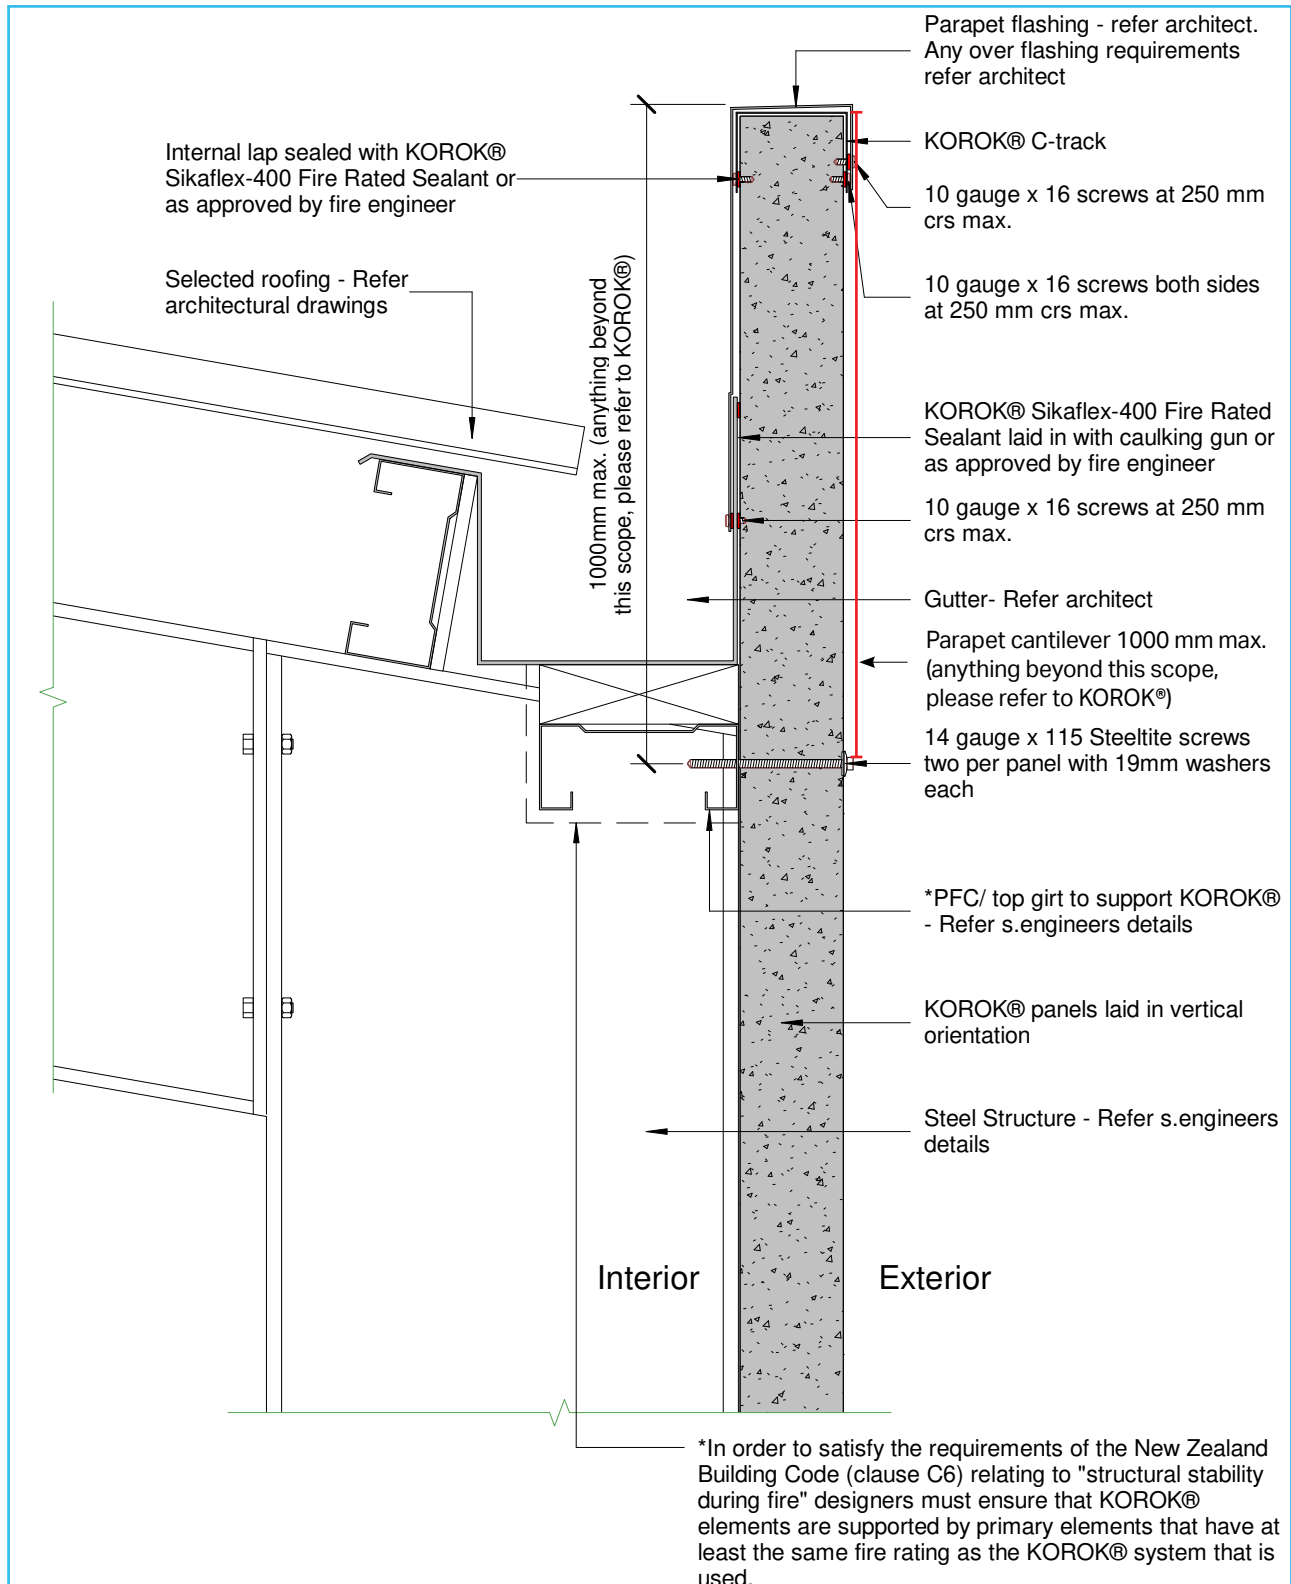 Parapet flashing - refer architect.
Any over flashing requirements
refer architect
KOROK® C-track
Internal lap sealed with KOROK®
Sikaflex-400 Fire Rated Sealant or
as approved by fire engineer
10 gauge x 16 screws at 250 mm
crs max.
Selected roofing - Refer
architectural drawings
10 gauge x 16 screws both sides
at 250 mm crs max.
1000mm max. (anything beyond
this scope, please refer to KOROK®)
KOROK® Sikaflex-400 Fire Rated
Sealant laid in with caulking gun or
as approved by fire engineer
10 gauge x 16 screws at 250 mm
crs max.
Gutter- Refer architect
Parapet cantilever 1000 mm max.
(anything beyond this scope,
please refer to KOROK®)
14 gauge x 115 Steeltite screws
two per panel with 19mm washers
each
*PFC/ top girt to support KOROK®
- Refer s.engineers details
KOROK® panels laid in vertical
orientation
Steel Structure - Refer s.engineers
details
Interior
Exterior
*In order to satisfy the requirements of the New Zealand
Building Code (clause C6) relating to "structural stability
during fire" designers must ensure that KOROK®
elements are supported by primary elements that have at
least the same fire rating as the KOROK® system that is
used.